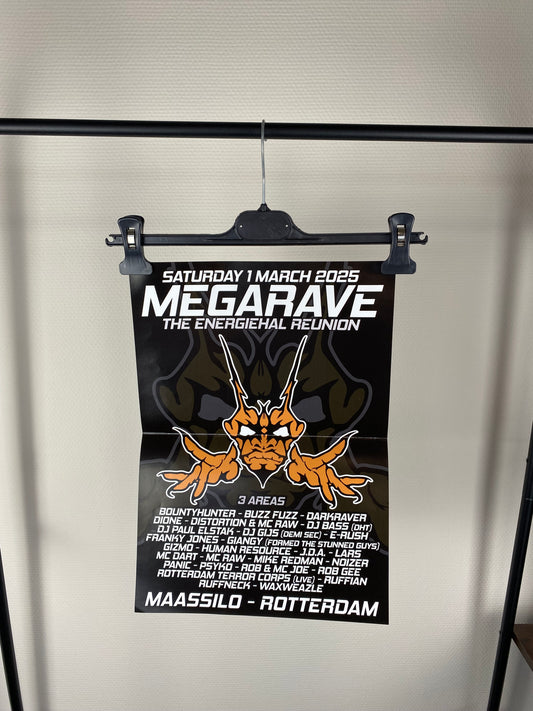 SATURDAY 1 MARCH 2025
MEGARAVE
THE ENERGIEHAL REUNION
3 AREAS
BOUNTYHUNTER - BUZZ FUZZ - DARKRAVER
DIONE - DISTORTION & MC RAW - DJ BASS (DHT)
DJ PAUL ELSTAK - DJ GIJS (DEMI SEC) - E-RUSH
FRANKY JONES - GIANGY (FORMED THE STUNNED GUYS)
GIZMO - HUMAN RESOURCE - J.D.A. - LARS
MC DART - MC RAW - MIKE REDMAN - NOIZER
PANIC - PSYKO - ROB & MC JOE - ROB GEE
ROTTERDAM TERROR CORPS (LIVE) - RUFFIAN
RUFFNECK - WAXWEAZLE
MAASSILO - ROTTERDAM